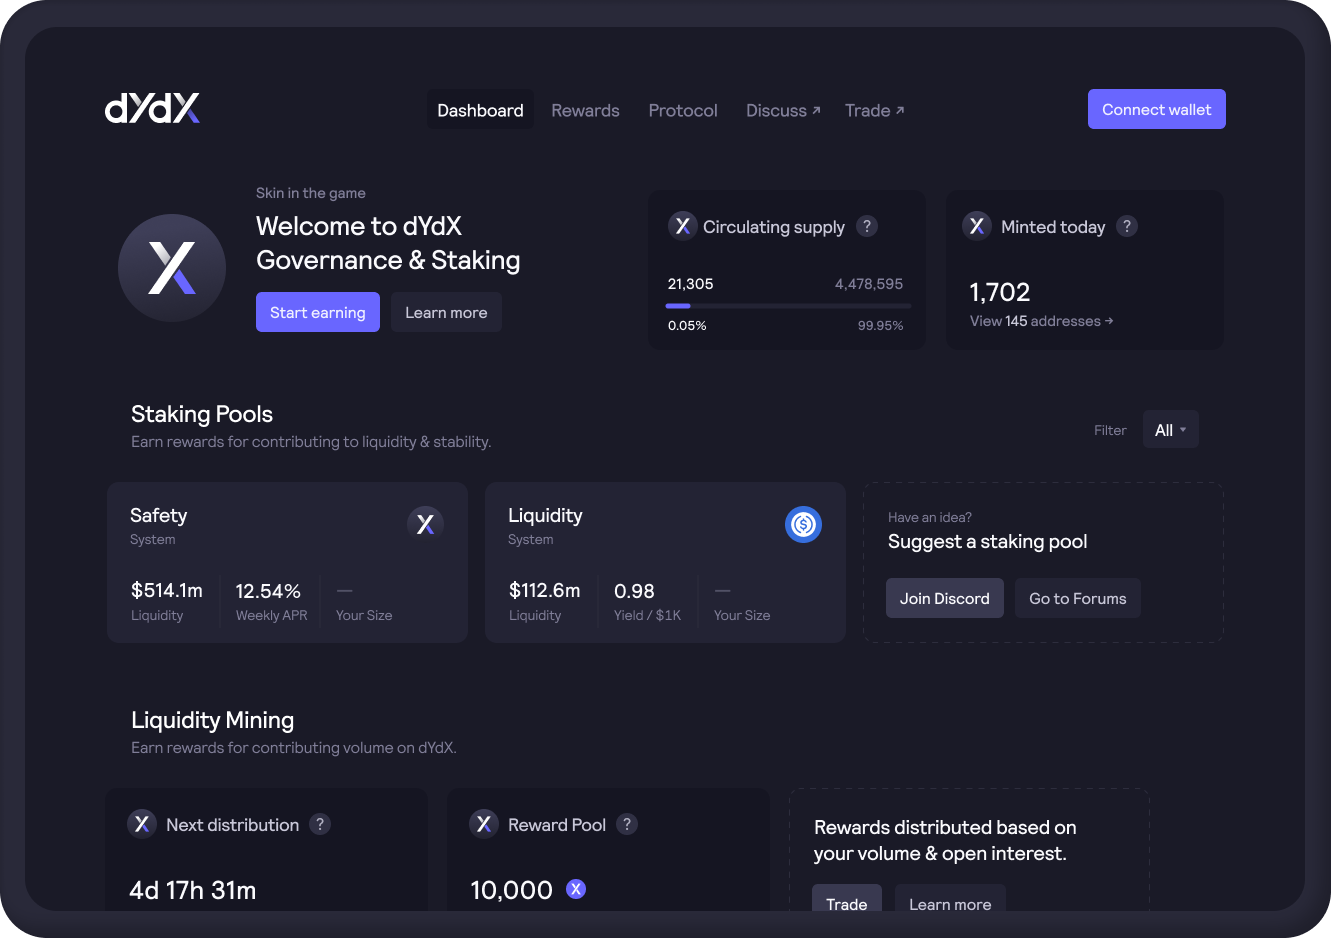 dYdX
Dashboard
Rewards
Protocol
Discuss ↗
Trade ↗
Connect wallet
Skin in the game
Welcome to dYdX
Governance & Staking
Start earning
Learn more
Circulating supply ?
21,305
4,478,595
0.05%
99.95%
Minted today ?
1,702
View 145 addresses →
Staking Pools
Earn rewards for contributing to liquidity & stability.
Filter
All
Safety
System
$514.1m
Liquidity
12.54%
Weekly APR
—
Your Size
Liquidity
System
$112.6m
Liquidity
0.98
Yield / $1K
—
Your Size
Have an idea?
Suggest a staking pool
Join Discord
Go to Forums
Liquidity Mining
Earn rewards for contributing volume on dYdX.
Next distribution ?
4d 17h 31m
Reward Pool ?
10,000
Rewards distributed based on
your volume & open interest.
Trade
Learn more